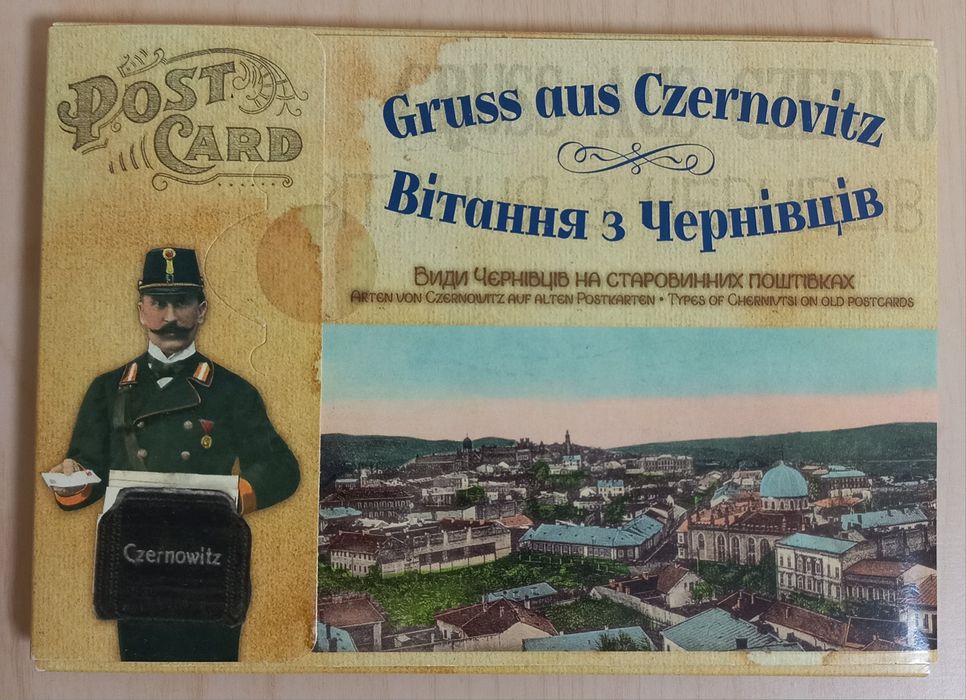 POST
CARD
Gruss aus Czernovitz
Вітання з Чернівців
Види Чернівців на старовинних поштівках
Arten von Czernowitz auf alten Postkarten • Types of Chernivtsi on old postcards
Czernowitz